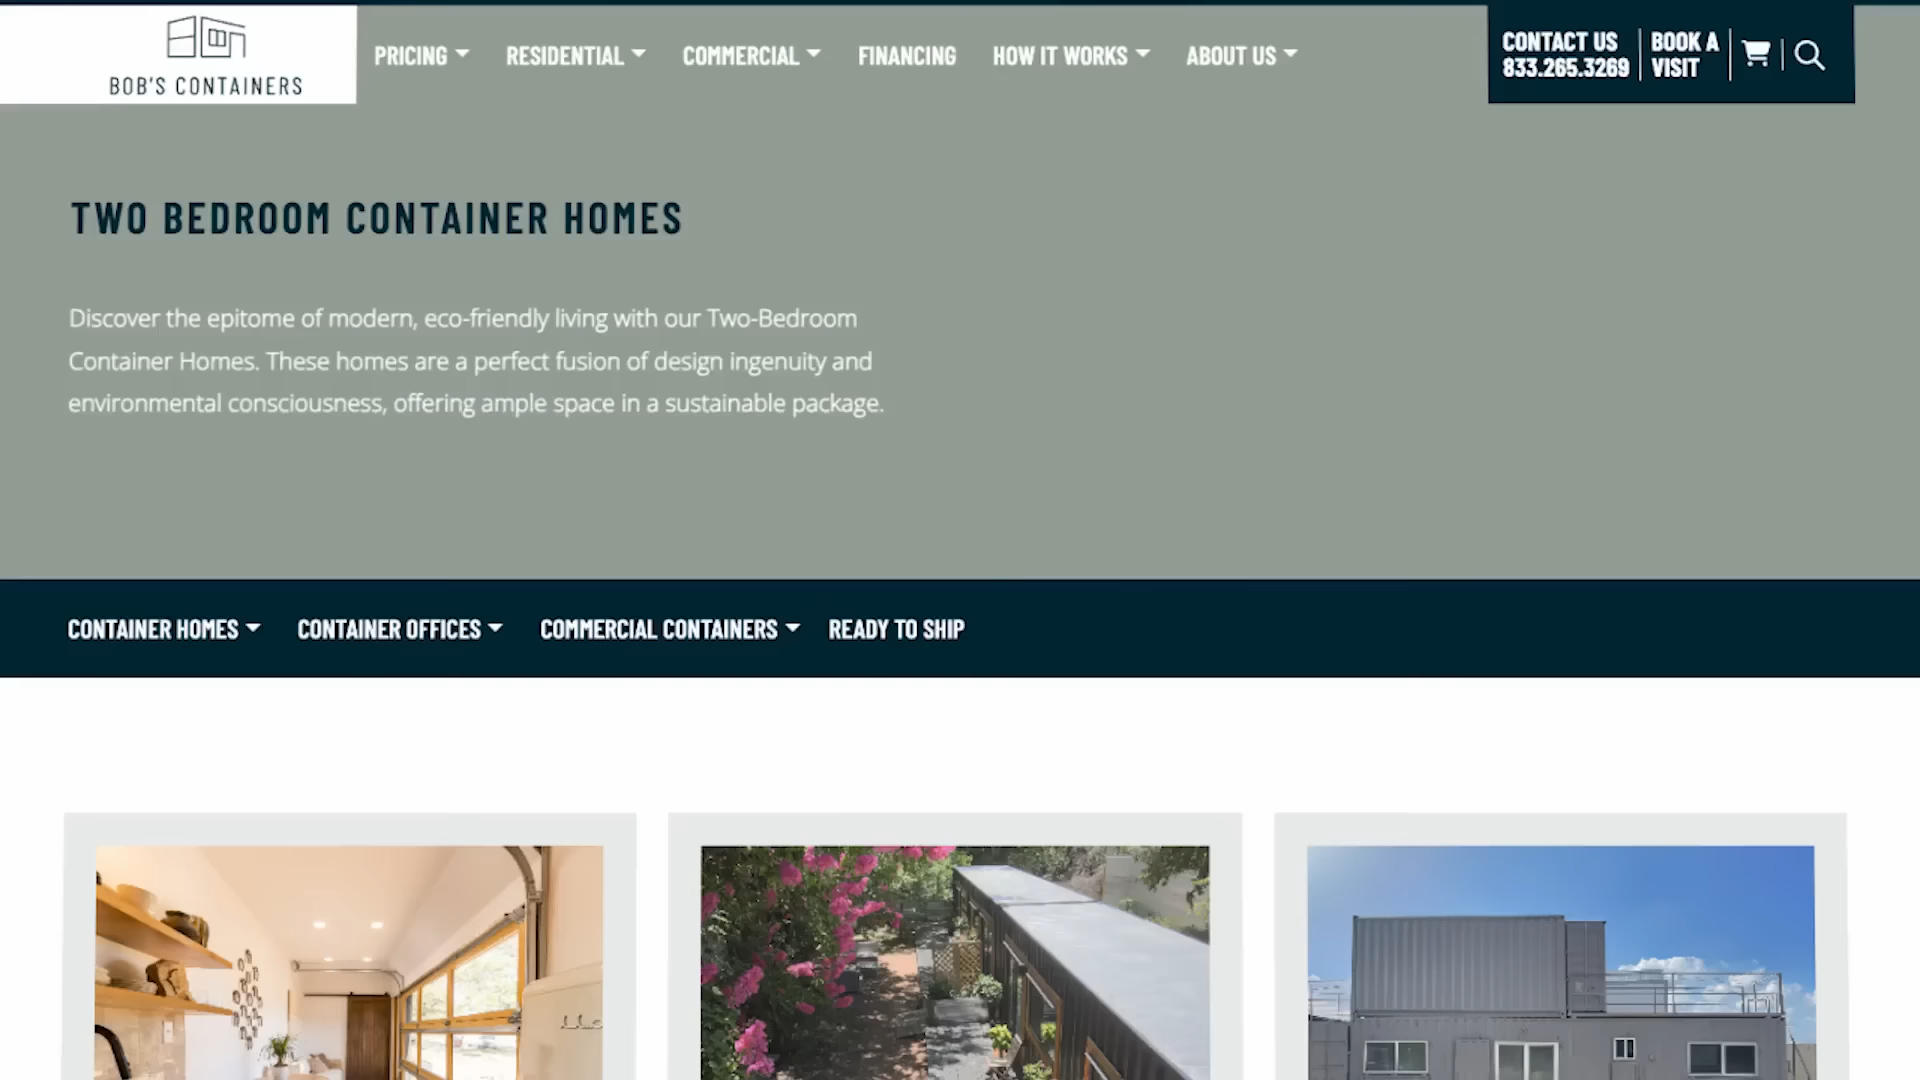 BOB'S CONTAINERS
PRICING
RESIDENTIAL
COMMERCIAL
FINANCING
HOW IT WORKS
ABOUT US
CONTACT US
833.265.3269
BOOK A
VISIT
TWO BEDROOM CONTAINER HOMES
Discover the epitome of modern, eco-friendly living with our Two-Bedroom
Container Homes. These homes are a perfect fusion of design ingenuity and
environmental consciousness, offering ample space in a sustainable package.
CONTAINER HOMES
CONTAINER OFFICES
COMMERCIAL CONTAINERS
READY TO SHIP